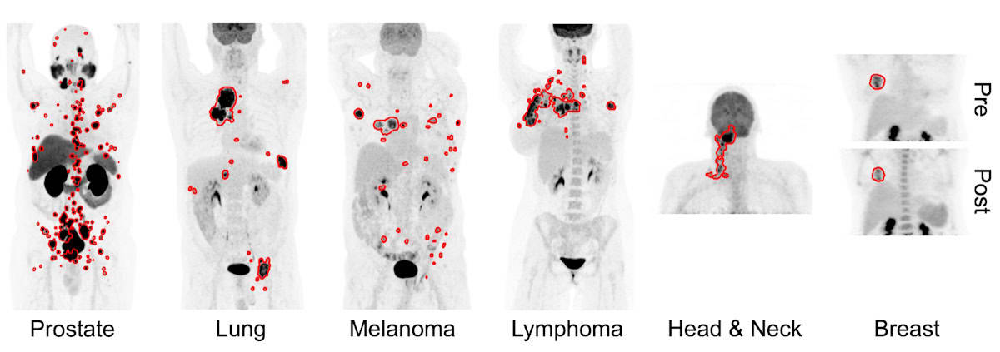 Pre
Post
Prostate
Lung
Melanoma
Lymphoma
Head & Neck
Breast